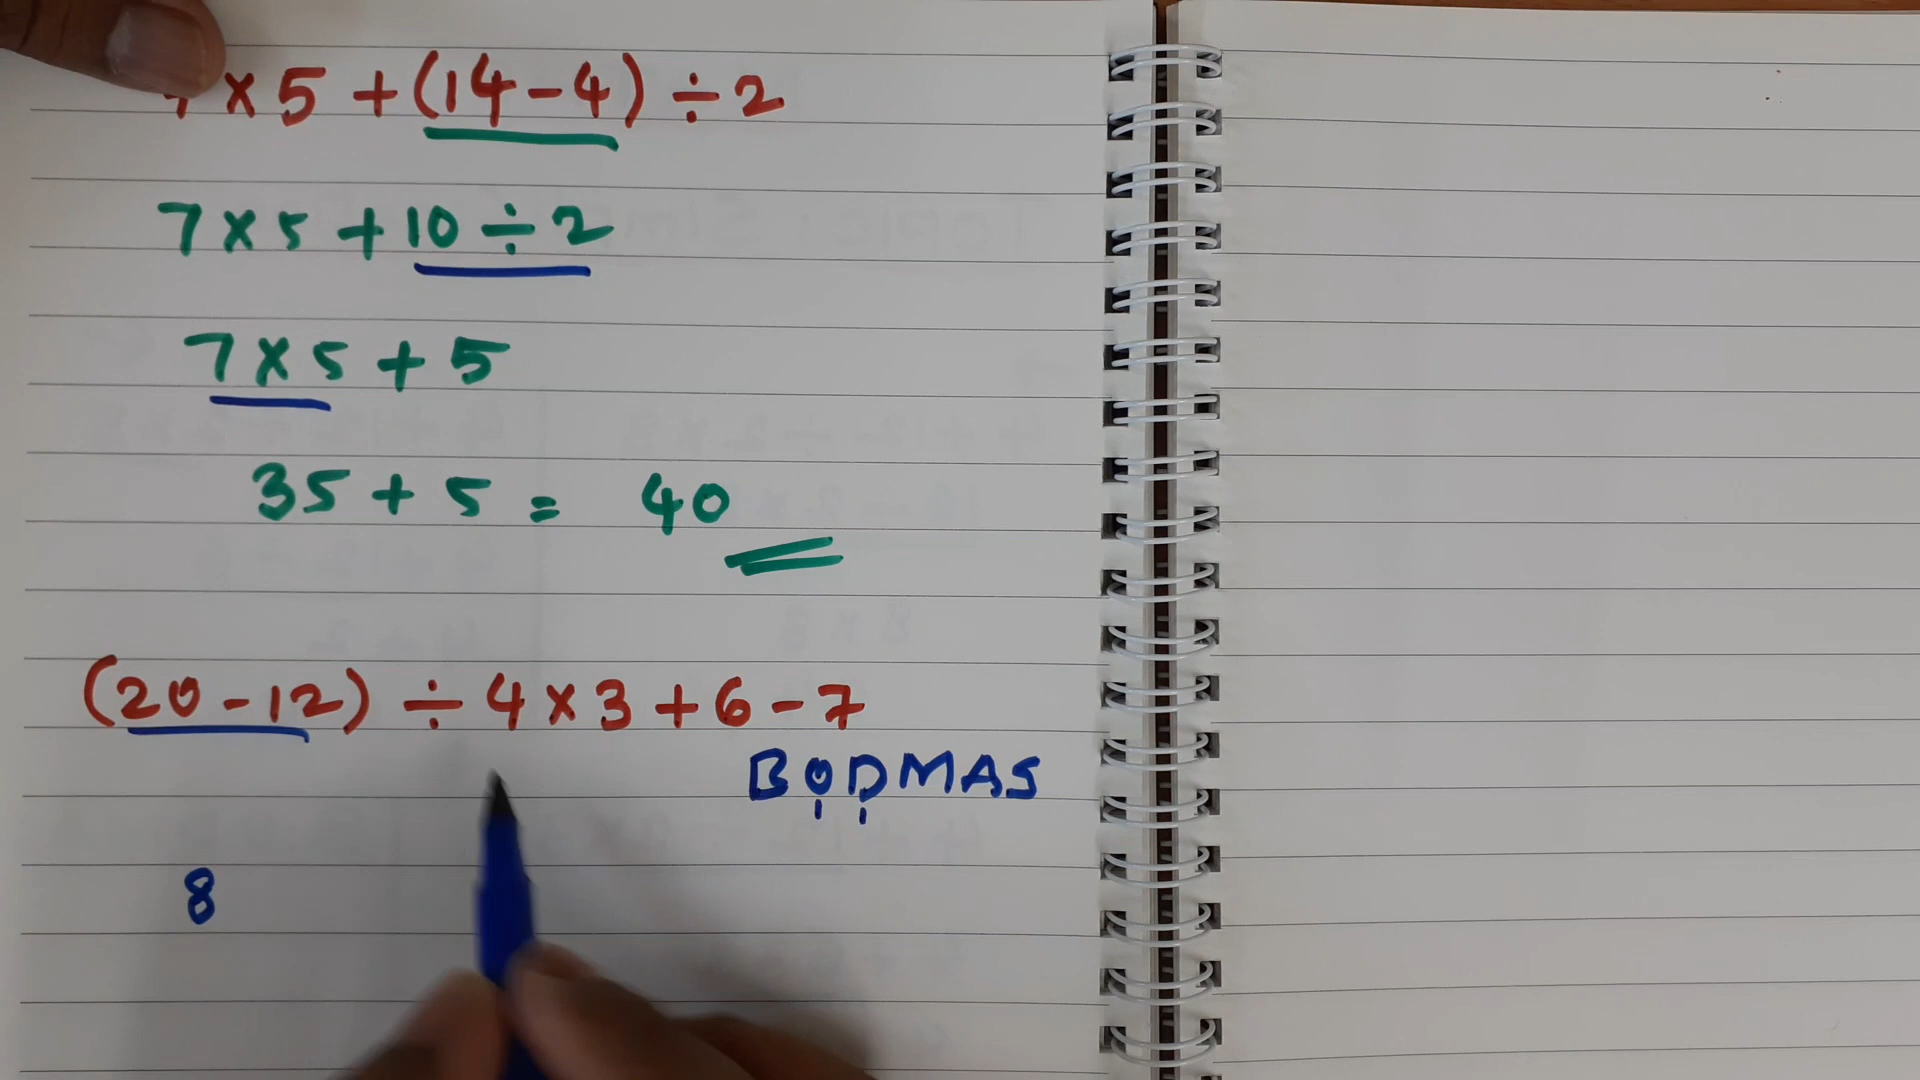 × 5 + (14 - 4) ÷ 2
7 × 5 + 10 ÷ 2
7 × 5 + 5
35 + 5 = 40
(20 - 12) ÷ 4 × 3 + 6 - 7
BODMAS
8